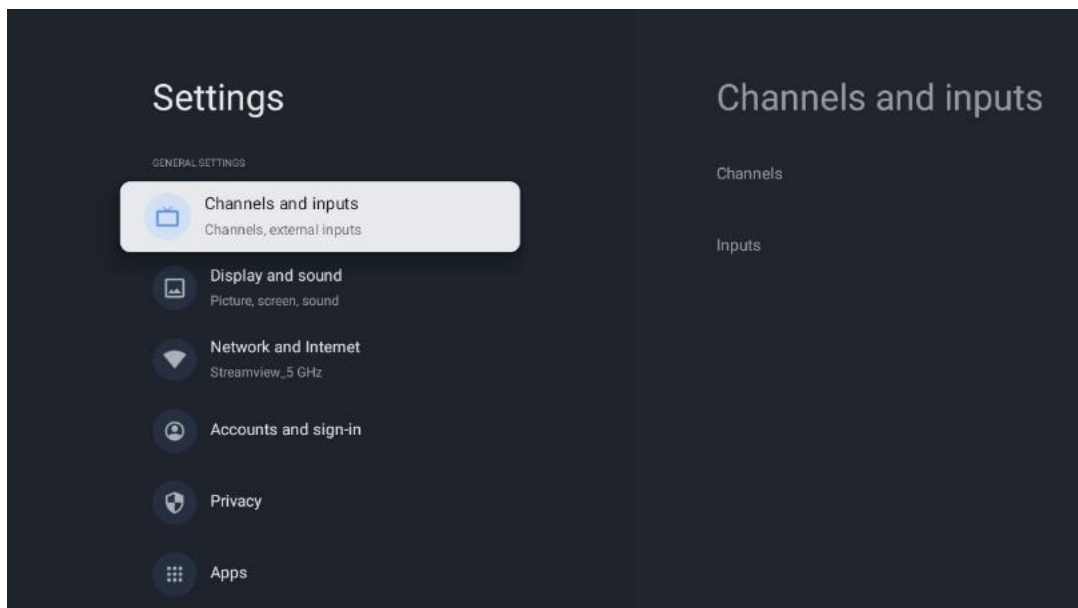 Settings
GENERAL SETTINGS
Channels and inputs
Channels, external inputs
Display and sound
Picture, screen, sound
Network and Internet
Streamview_5 GHz
Accounts and sign-in
Privacy
Apps
Channels and inputs
Channels
Inputs